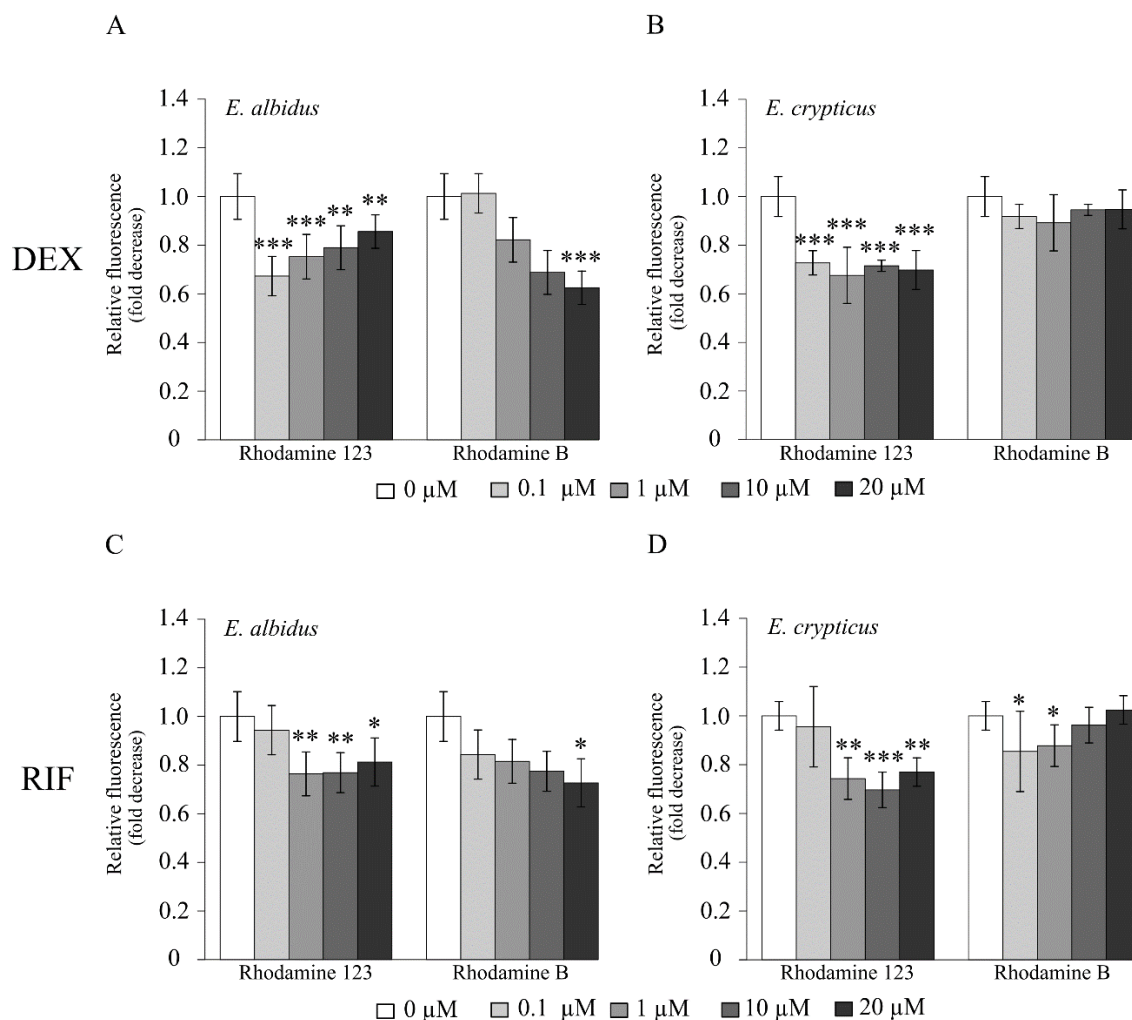 A
B
E. albidus
E. crypticus
DEX
Relative fluorescence
(fold decrease)
1.4
1.2
1.0
0.8
0.6
0.4
0.2
0
*** *** ** **
***
Rhodamine 123 Rhodamine B
Relative fluorescence
(fold decrease)
1.4
1.2
1.0
0.8
0.6
0.4
0.2
0
*** *** *** ***
Rhodamine 123 Rhodamine B
0 µM 0.1 µM 1 µM 10 µM 20 µM
C
D
E. albidus
E. crypticus
RIF
Relative fluorescence
(fold decrease)
1.4
1.2
1.0
0.8
0.6
0.4
0.2
0
** ** *
*
Rhodamine 123 Rhodamine B
Relative fluorescence
(fold decrease)
1.4
1.2
1.0
0.8
0.6
0.4
0.2
0
** *** **
* *
Rhodamine 123 Rhodamine B
0 µM 0.1 µM 1 µM 10 µM 20 µM